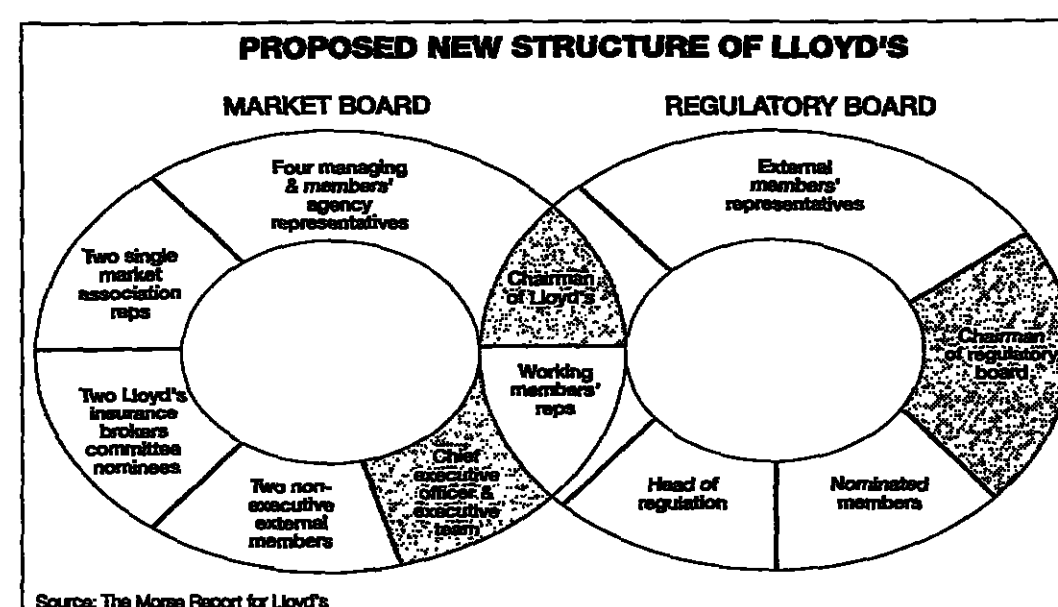 PROPOSED NEW STRUCTURE OF LLOYD'S
MARKET BOARD
REGULATORY BOARD
Four managing
& members'
agency
representatives
Two single
market
association
reps
Two Lloyd's
insurance
brokers
committee
nominees
Two non-
executive
external
members
Chief
executive
officer &
executive
team
Chairman
of Lloyd's
Working
members'
reps
External
members'
representatives
Chairman
of regulatory
board
Head of
regulation
Nominated
members
Source: The Morse Report for Lloyd's